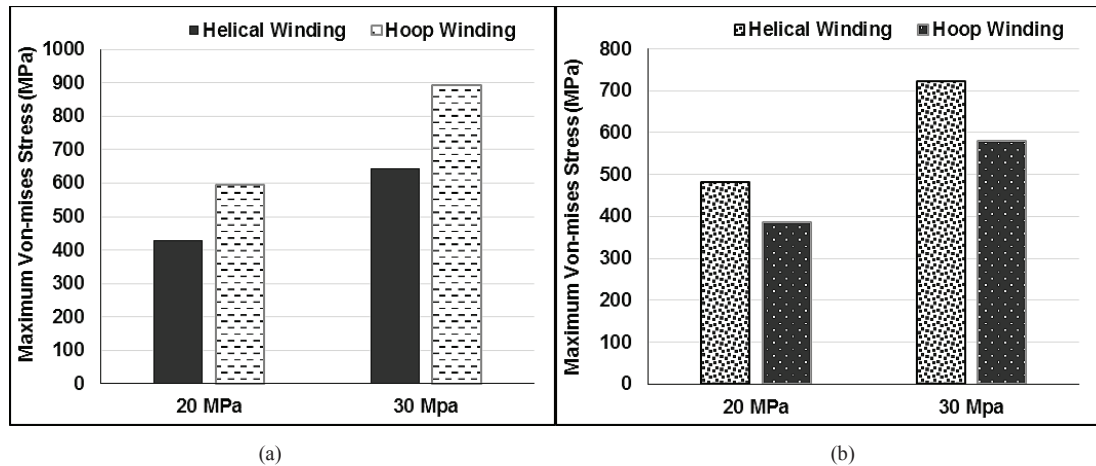 Helical Winding Hoop Winding
Maximum Von-mises Stress (MPa)
1000
900
800
700
600
500
400
300
200
100
0
20 MPa 30 Mpa
(a)
Helical Winding Hoop Winding
Maximum Von-mises Stress (MPa)
800
700
600
500
400
300
200
100
0
20 MPa 30 MPa
(b)